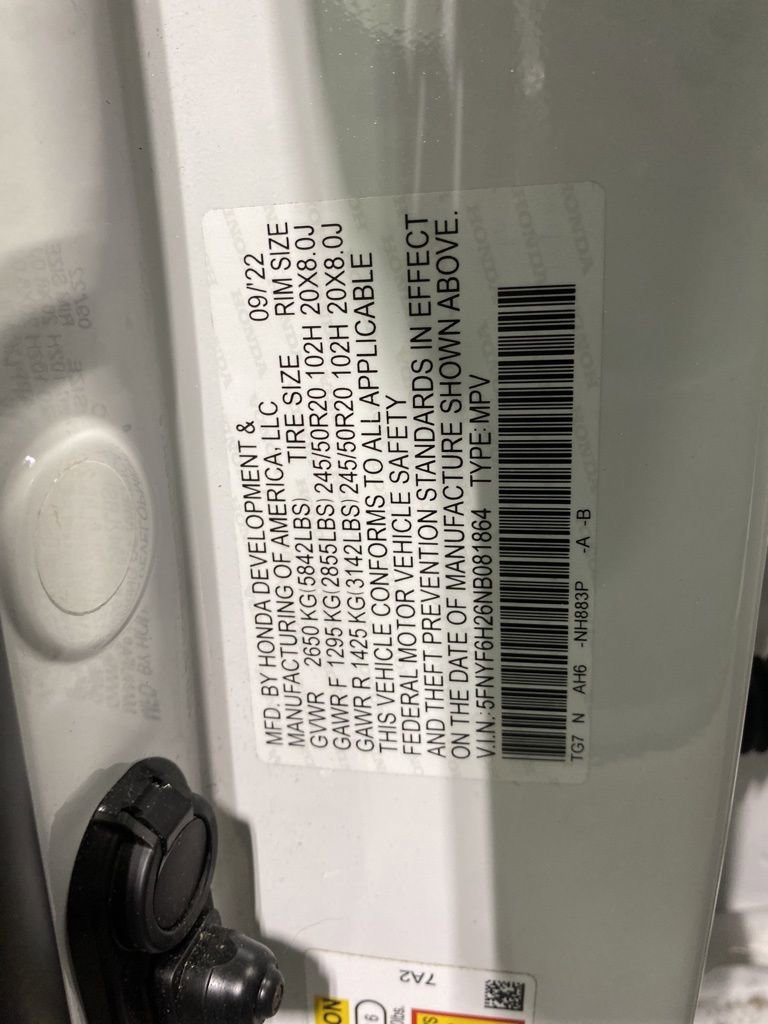 MFD. BY HONDA DEVELOPMENT &
MANUFACTURING OF AMERICA, LLC 09/'22
GVWR 2650 KG(5842LBS) TIRE SIZE RIM SIZE
GAWR F 1295 KG(2855LBS) 245/50R20 102H 20X8.0J
GAWR R 1425 KG(3142LBS) 245/50R20 102H 20X8.0J
THIS VEHICLE CONFORMS TO ALL APPLICABLE
FEDERAL MOTOR VEHICLE SAFETY
AND THEFT PREVENTION STANDARDS IN EFFECT
ON THE DATE OF MANUFACTURE SHOWN ABOVE.
V.I.N.:5FNYF6H26NB081864 TYPE:MPV
TG7 N AH6 -NH883P -A -B
7A2